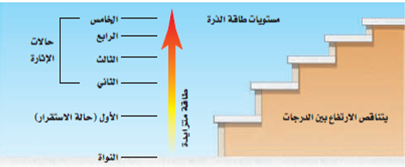 مستويات طاقة الذرة
الخامس
الرابع
الثالث
الثاني
حالات
الإثارة
الأول (حالة الاستقرار)
النواة
طاقة متزايدة
يتناقص الارتفاع بين الدرجات